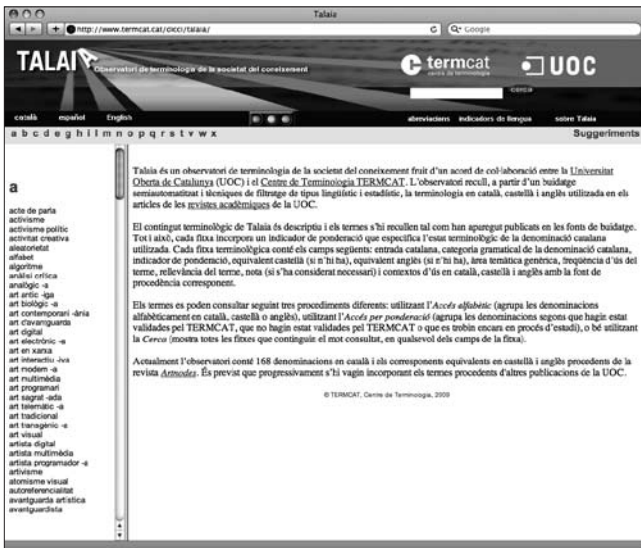 Talaia
http://www.termcat.cat/dicci/talaia/
Google
TALAIA
Observatori de terminologia de la societat del coneixement
termcat
centre de terminologia
UOC
cerca
català español English
abreviacions indicadors de llengua sobre Talaia
a b c d e g h i l m n o p q r s t v w x
Suggeriments
a
acte de parla
activisme
activisme polític
activitat creativa
aleatorietat
alfabet
algoritme
anàlisi crítica
analògic -a
art antic -iga
art biològic -a
art contemporani -ània
art d'avantguarda
art digital
art electrònic -a
art en xarxa
art interactiu -iva
art modern -a
art multimèdia
art programari
art sagrat -ada
art telemàtic -a
art tradicional
art transgènic -a
art visual
artista digital
artista multimèdia
artista programador -a
artivisme
atomisme visual
autoreferencialitat
avantguarda artística
avantguardista
Talaia és un observatori de terminologia de la societat del coneixement fruit d'un acord de col·laboració entre la Universitat
Oberta de Catalunya (UOC) i el Centre de Terminologia TERMCAT. L'observatori recull, a partir d'un buidatge
semiautomatitzat i tècniques de filtratge de tipus lingüístic i estadístic, la terminologia en català, castellà i anglès utilitzada en els
articles de les revistes acadèmiques de la UOC.
El contingut terminològic de Talaia és descriptiu i els termes s'hi recullen tal com han aparegut publicats en les fonts de buidatge.
Tot i això, cada fitxa incorpora un indicador de ponderació que especifica l'estat terminològic de la denominació catalana
utilitzada. Cada fitxa terminològica conté els camps següents: entrada catalana, categoria gramatical de la denominació catalana,
indicador de ponderació, equivalent castellà (si n'hi ha), equivalent anglès (si n'hi ha), àrea temàtica genèrica, freqüència d'ús del
terme, rellevància del terme, nota (si s'ha considerat necessari) i contextos d'ús en català, castellà i anglès amb la font de
procedència corresponent.
Els termes es poden consultar seguint tres procediments diferents: utilitzant l'Accés alfabètic (agrupa les denominacions
alfabèticament en català, castellà o anglès), utilitzant l'Accés per ponderació (agrupa les denominacions segons que hagin estat
validades pel TERMCAT, que no hagin estat validades pel TERMCAT o que es trobin encara en procés d'estudi), o bé utilitzant
la Cerca (mostra totes les fitxes que continguin el mot consultat, en qualsevol dels camps de la fitxa).
Actualment l'observatori conté 168 denominacions en català i els corresponents equivalents en castellà i anglès procedents de la
revista Artnodes. És previst que progressivament s'hi vagin incorporant els termes procedents d'altres publicacions de la UOC.
© TERMCAT, Centre de Terminologia, 2009